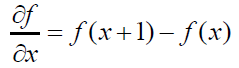 ∂f/∂x = f(x+1) − f(x)